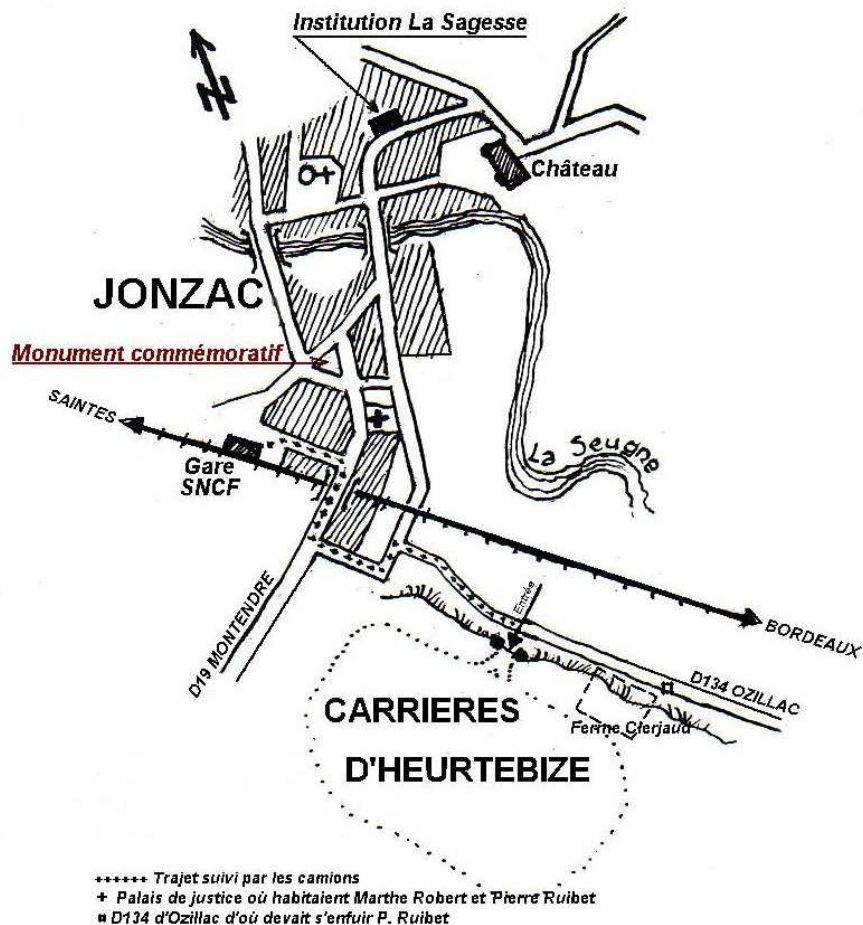 Institution La Sagesse
N
Château
JONZAC
Monument commémoratif
SAINTES
La Seugne
Gare
SNCF
Entrée
D19 MONTENDRE
BORDEAUX
D134 OZILLAC
CARRIERES
Ferme Clerjaud
D'HEURTEBIZE
Trajet suivi par les camions
Palais de justice où habitaient Marthe Robert et Pierre Ruibet
D134 d'Ozillac d'où devait s'enfuir P. Ruibet